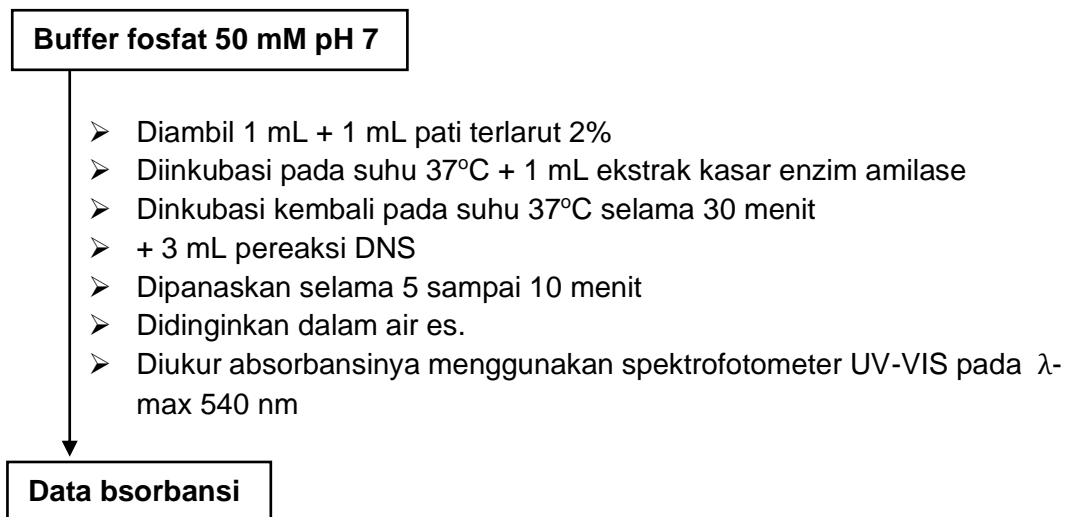 Buffer fosfat 50 mM pH 7
➢ Diambil 1 mL + 1 mL pati terlarut 2%
➢ Diinkubasi pada suhu 37°C + 1 mL ekstrak kasar enzim amilase
➢ Dinkubasi kembali pada suhu 37°C selama 30 menit
➢ + 3 mL pereaksi DNS
➢ Dipanaskan selama 5 sampai 10 menit
➢ Didinginkan dalam air es.
➢ Diukur absorbansinya menggunakan spektrofotometer UV-VIS pada λ-
max 540 nm
Data bsorbansi